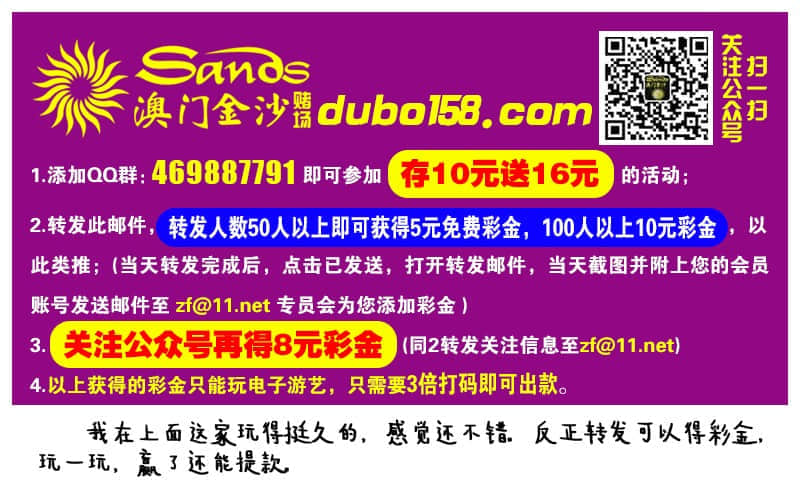 Sands
澳门金沙赌场 dubo158.com
扫一扫
关注公众号
1.添加QQ群: 469887791 即可参加 存10元送16元 的活动;
2.转发此邮件, 转发人数50人以上即可获得5元免费彩金, 100人以上10元彩金, 以
此类推; (当天转发完成后, 点击已发送, 打开转发邮件, 当天截图并附上您的会员
账号发送邮件至 zf@11.net 专员会为您添加彩金)
3. 关注公众号再得8元彩金 (同2转发关注信息至zf@11.net)
4.以上获得的彩金只能玩电子游艺, 只需要3倍打码即可出款。
我在上面这家玩得挺久的, 感觉还不错. 反正转发可以得彩金,
玩一玩, 赢了还能提款.